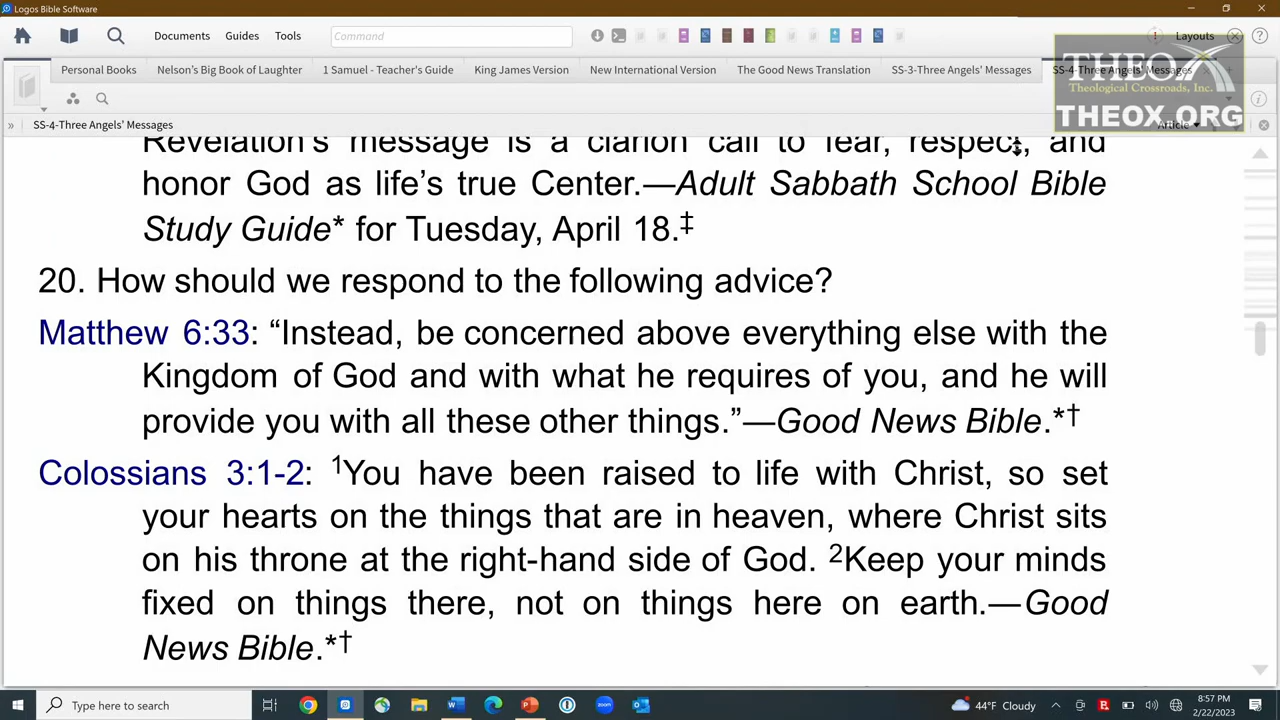 Logos Bible Software
Documents Guides Tools Command Layouts
Personal Books Nelson's Big Book of Laughter 1 Sam King James Version New International Version The Good News Translation SS-3-Three Angels' Messages SS-4-Three Angels' Messages
THEOX
Theological Crossroads, Inc.
THEOX.ORG
» SS-4-Three Angels' Messages Article
Revelation's message is a clarion call to fear, respect, and
honor God as life's true Center.—Adult Sabbath School Bible
Study Guide* for Tuesday, April 18.‡
20. How should we respond to the following advice?
Matthew 6:33: “Instead, be concerned above everything else with the
Kingdom of God and with what he requires of you, and he will
provide you with all these other things.”—Good News Bible.*†
Colossians 3:1-2: ¹You have been raised to life with Christ, so set
your hearts on the things that are in heaven, where Christ sits
on his throne at the right-hand side of God. ²Keep your minds
fixed on things there, not on things here on earth.—Good
News Bible.*†
Type here to search 44°F Cloudy 8:57 PM
2/22/2023